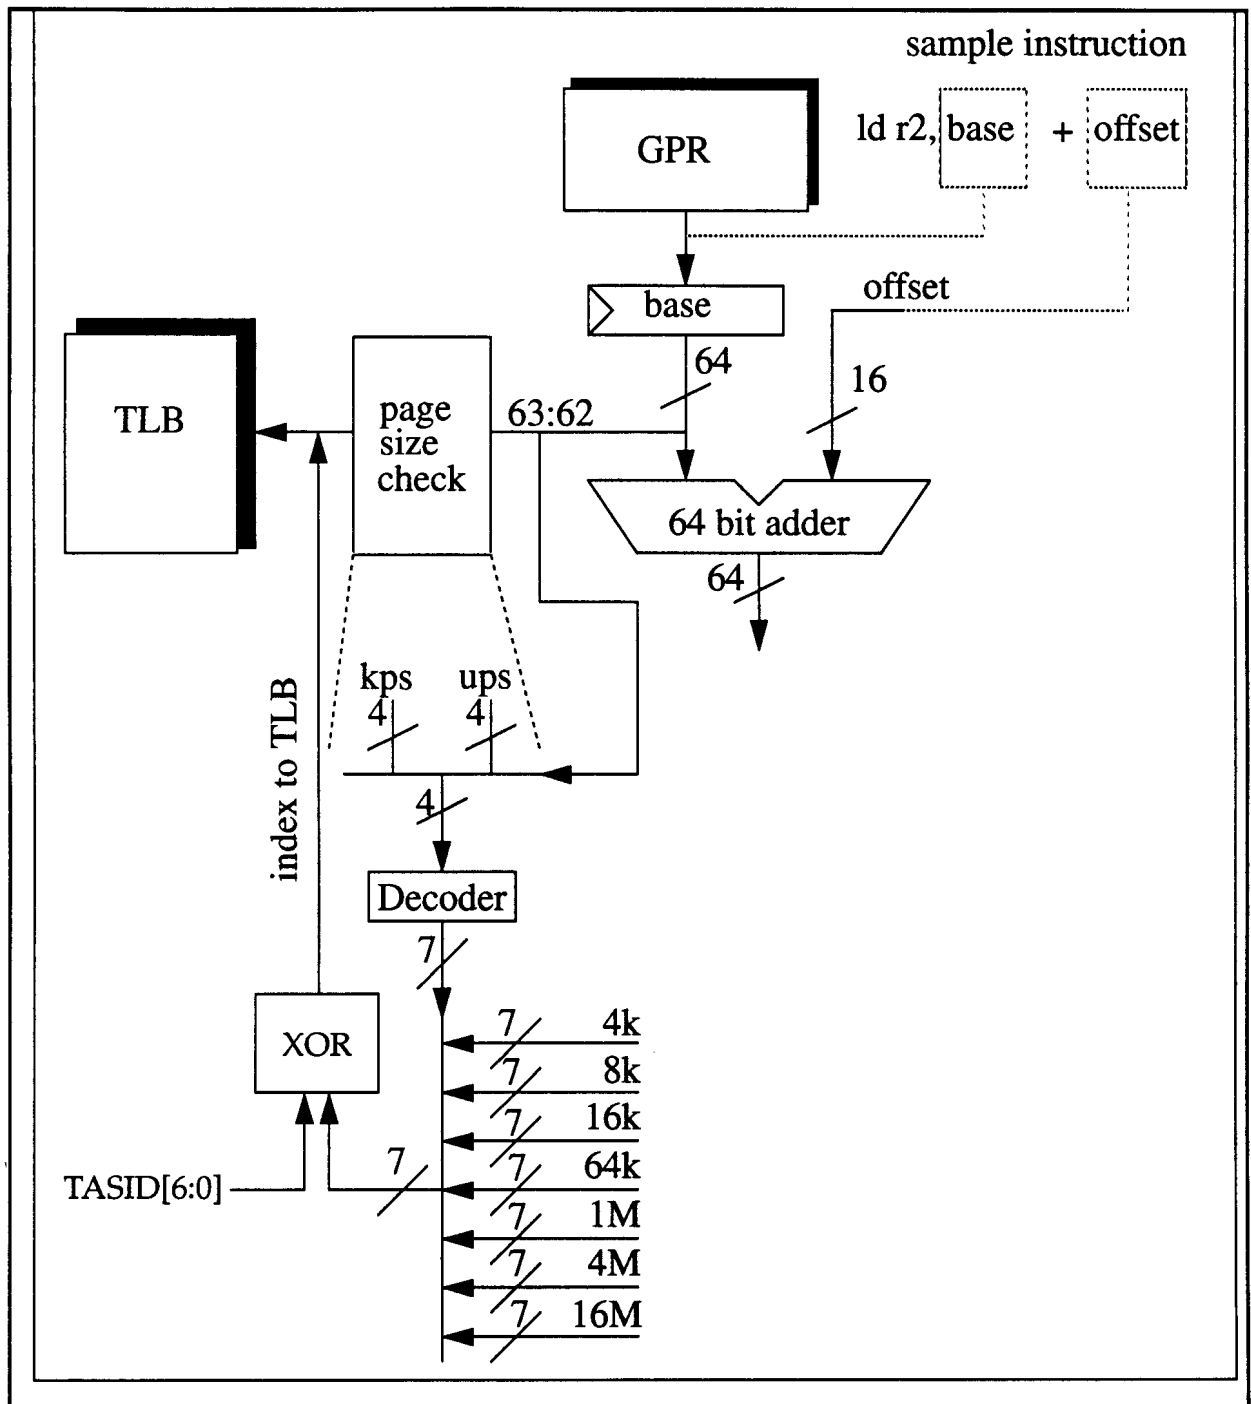 sample instruction
GPR
ld r2, base + offset
base
offset
64
16
TLB
page
size
check
63:62
64 bit adder
64
kps
ups
4
4
index to TLB
4
Decoder
7
XOR
7 4k
7 8k
7 16k
7 64k
7
TASID[6:0]
7 1M
7 4M
7 16M